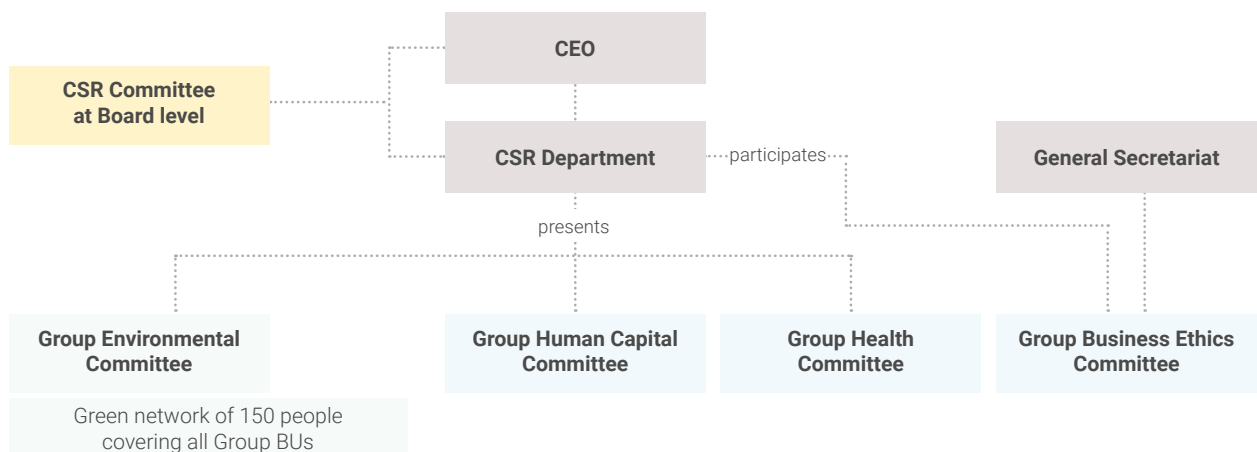 CEO
CSR Committee
at Board level
CSR Department
participates
General Secretariat
presents
Group Environmental
Committee
Group Human Capital
Committee
Group Health
Committee
Group Business Ethics
Committee
Green network of 150 people
covering all Group BUs